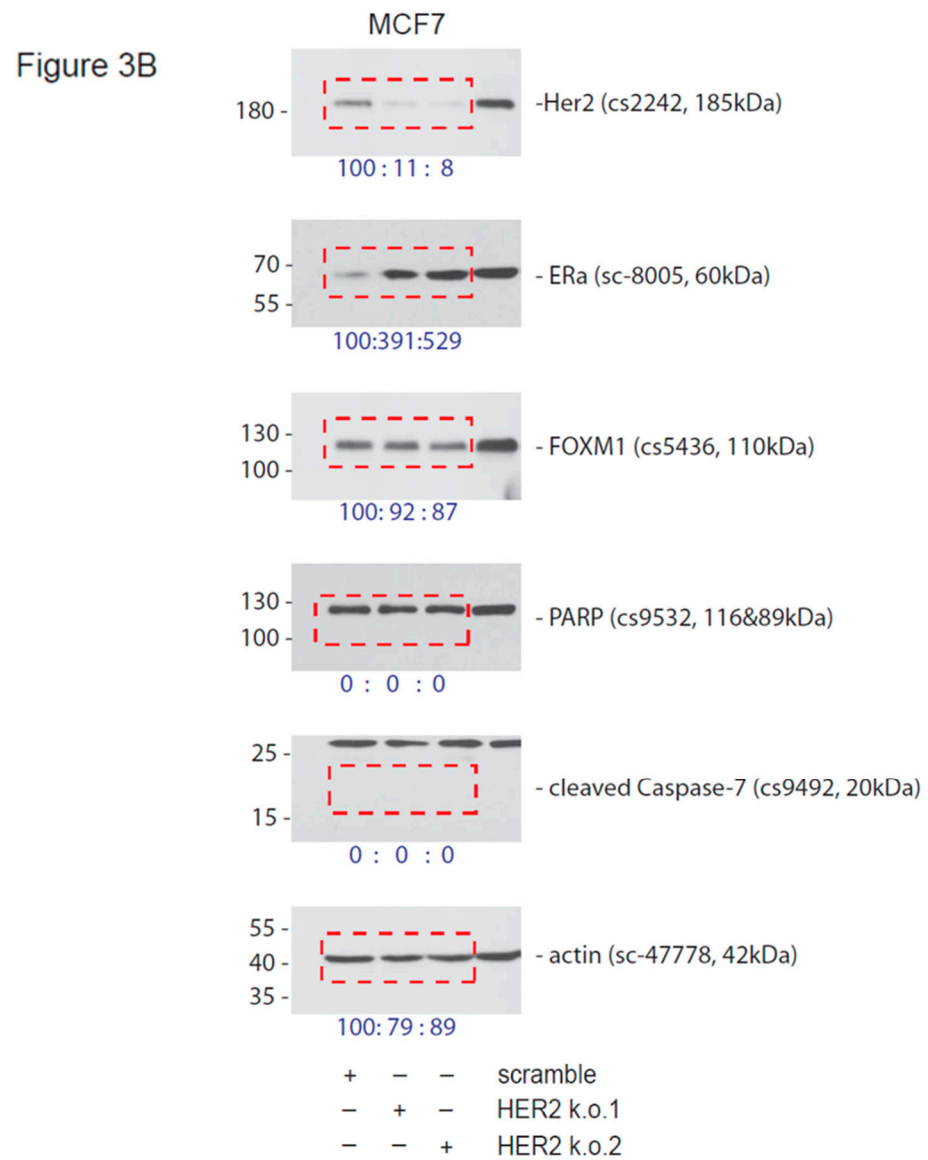 MCF7
Figure 3B
180 - -Her2 (cs2242, 185kDa)
100 : 11 : 8
70 -
- ERa (sc-8005, 60kDa)
55 -
100:391:529
130 -
- FOXM1 (cs5436, 110kDa)
100 -
100: 92 : 87
130 -
- PARP (cs9532, 116&89kDa)
100 -
0 : 0 : 0
25 -
- cleaved Caspase-7 (cs9492, 20kDa)
15 -
0 : 0 : 0
55 -
40 - - actin (sc-47778, 42kDa)
35 -
100: 79 : 89
+ – – scramble
– + – HER2 k.o.1
– – + HER2 k.o.2